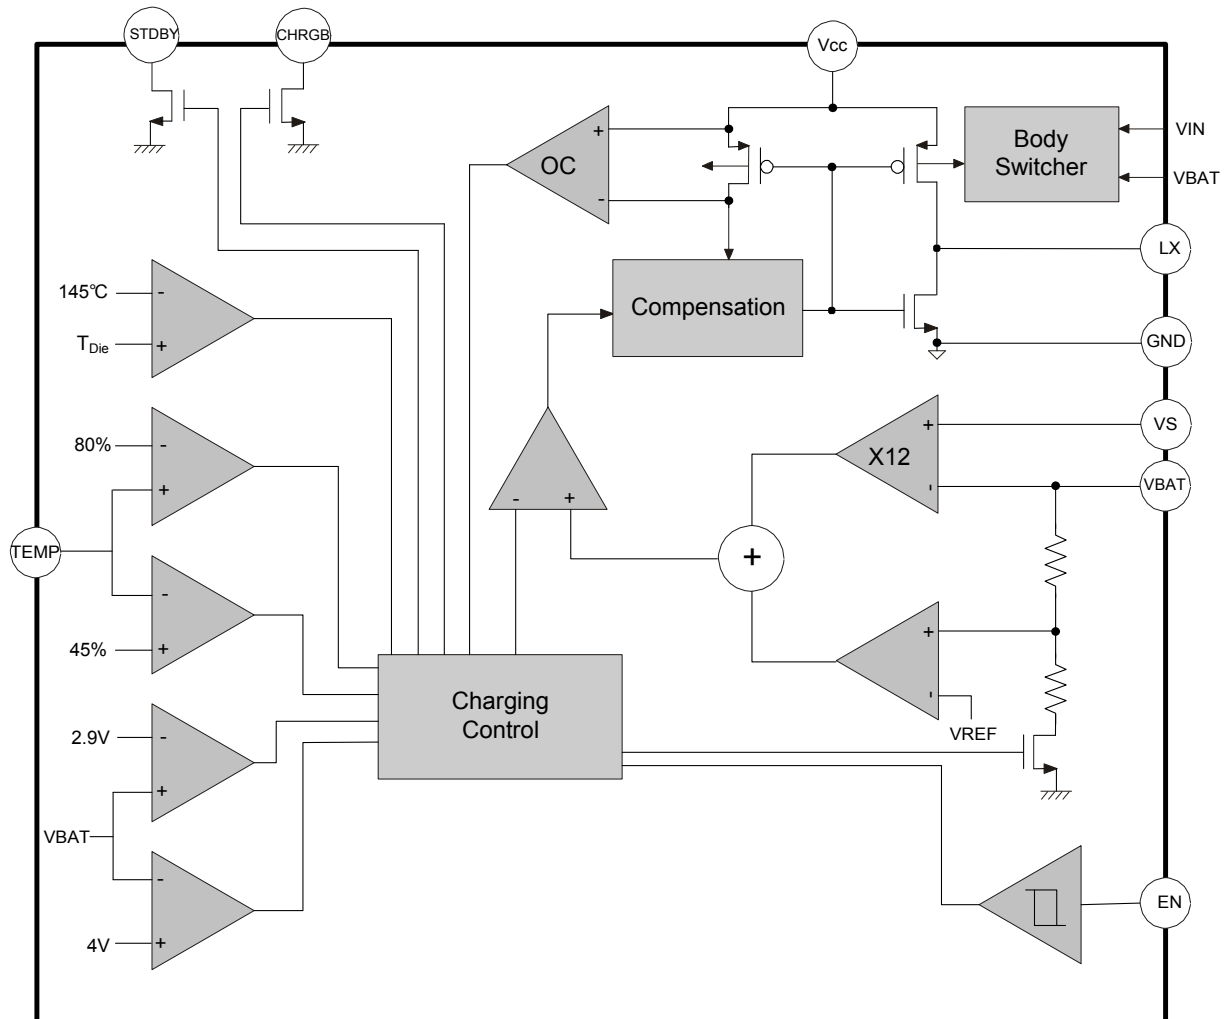 STDBY
CHRGB
Vcc
+
OC
-
Body
Switcher
VIN
VBAT
LX
145℃
-
TDie
+
Compensation
GND
80%
-
+
VS
+
X12
-
VBAT
- +
TEMP
+
-
45%
+
+
-
VREF
Charging
Control
2.9V
-
+
VBAT
-
4V
+
EN